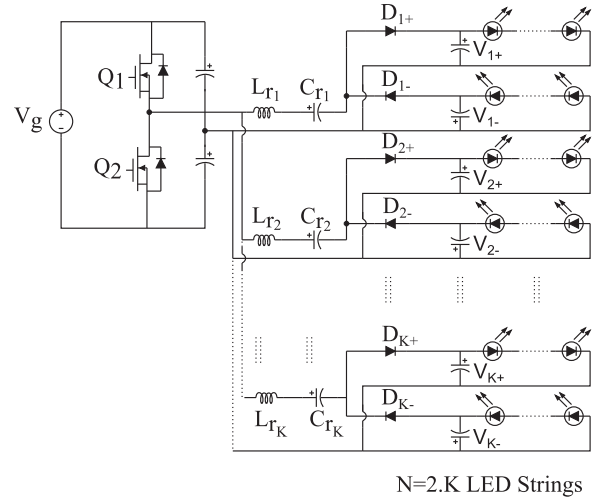 D1+
V1+
Q1
Lr1
Cr1
D1-
V1-
Vg
+
-
Q2
D2+
V2+
Lr2
Cr2
D2-
V2-
DK+
VK+
LrK
CrK
DK-
VK-
N=2.K LED Strings